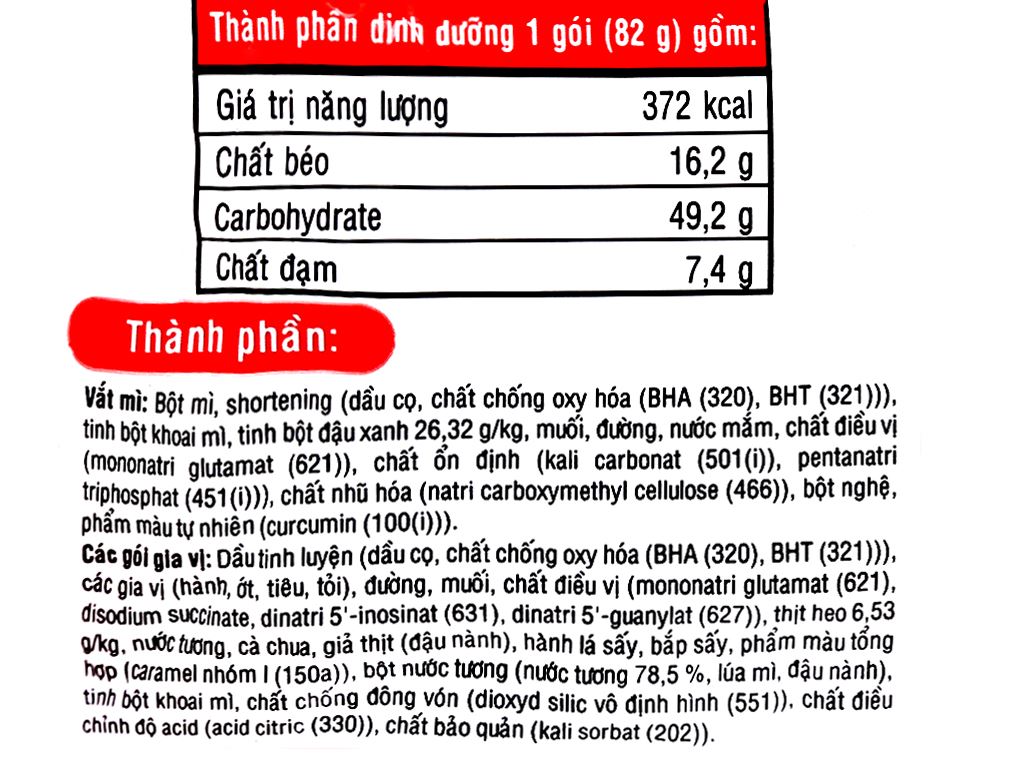 Thành phần dinh dưỡng 1 gói (82 g) gồm:
Giá trị năng lượng 372 kcal
Chất béo 16,2 g
Carbohydrate 49,2 g
Chất đạm 7,4 g
Thành phần:
Vắt mì: Bột mì, shortening (dầu cọ, chất chống oxy hóa (BHA (320), BHT (321))),
tinh bột khoai mì, tinh bột đậu xanh 26,32 g/kg, muối, đường, nước mắm, chất điều vị
(mononatri glutamat (621)), chất ổn định (kali carbonat (501(i)), pentanatri
triphosphat (451(i))), chất nhũ hóa (natri carboxymethyl cellulose (466)), bột nghệ,
phẩm màu tự nhiên (curcumin (100(i))).
Các gói gia vị: Dầu tinh luyện (dầu cọ, chất chống oxy hóa (BHA (320), BHT (321))),
các gia vị (hành, ớt, tiêu, tỏi), đường, muối, chất điều vị (mononatri glutamat (621),
disodium succinate, dinatri 5'-inosinat (631), dinatri 5'-guanylat (627)), thịt heo 6,53
g/kg, nước tương, cà chua, giả thịt (đậu nành), hành lá sấy, bắp sấy, phẩm màu tổng
hợp (caramel nhóm I (150a)), bột nước tương (nước tương 78,5 %, lúa mì, đậu nành),
tinh bột khoai mì, chất chống đông vón (dioxyd silic vô định hình (551)), chất điều
chỉnh độ acid (acid citric (330)), chất bảo quản (kali sorbat (202)).